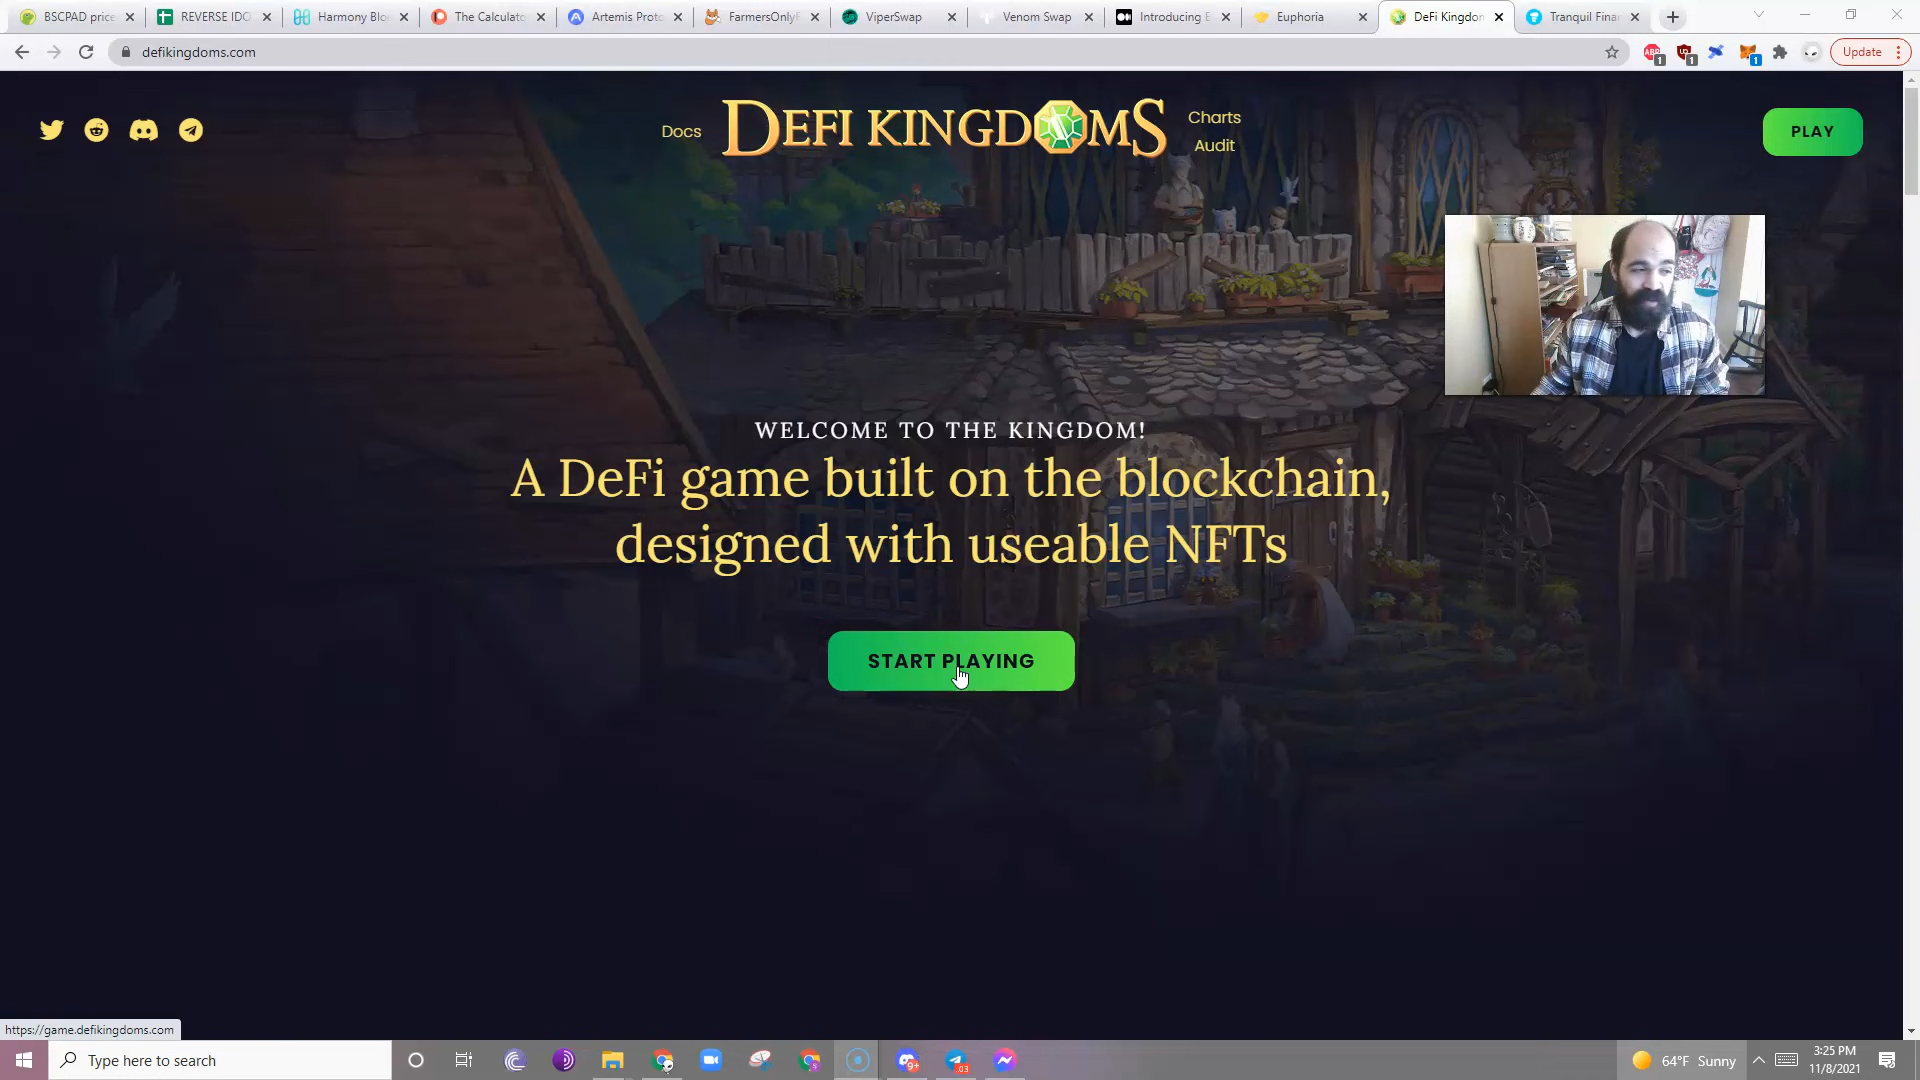 BSCPAD price
REVERSE IDO
Harmony Blo
The Calculato
Artemis Proto
FarmersOnlyF
ViperSwap
Venom Swap
Introducing E
Euphoria
DeFi Kingdom
Tranquil Finan
defikingdoms.com
Update
Docs
DEFI KINGDOMS
Charts
Audit
PLAY
WELCOME TO THE KINGDOM!
A DeFi game built on the blockchain,
designed with useable NFTs
START PLAYING
https://game.defikingdoms.com
Type here to search
64°F Sunny
3:25 PM
11/8/2021